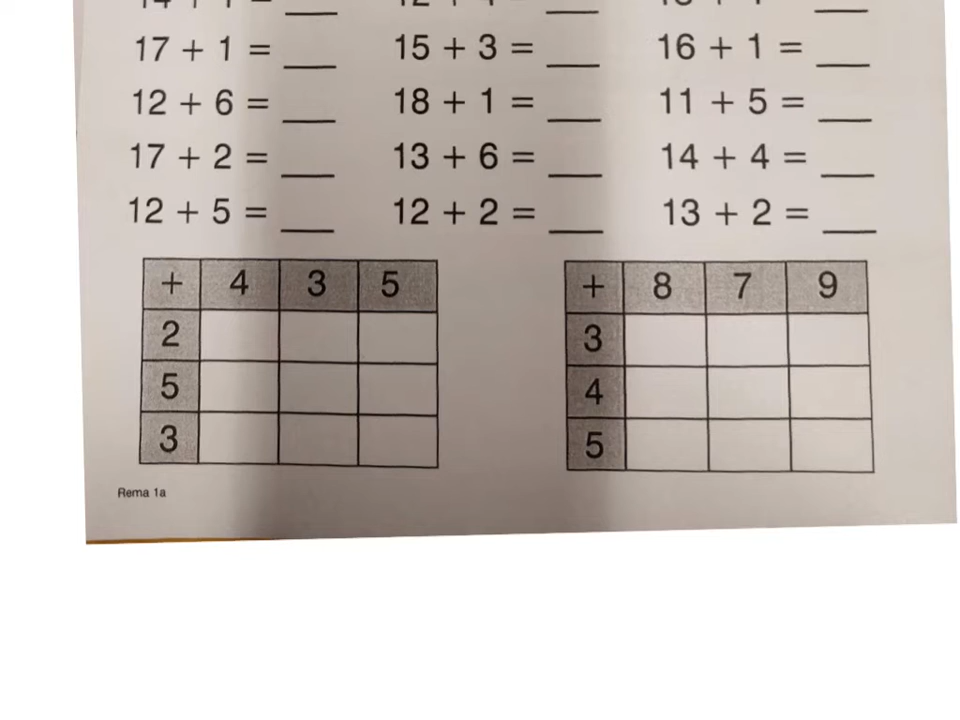 17 + 1 = ___ 15 + 3 = ___ 16 + 1 = ___
12 + 6 = ___ 18 + 1 = ___ 11 + 5 = ___
17 + 2 = ___ 13 + 6 = ___ 14 + 4 = ___
12 + 5 = ___ 12 + 2 = ___ 13 + 2 = ___
+ 4 3 5
2
5
3
+ 8 7 9
3
4
5
Rema 1a